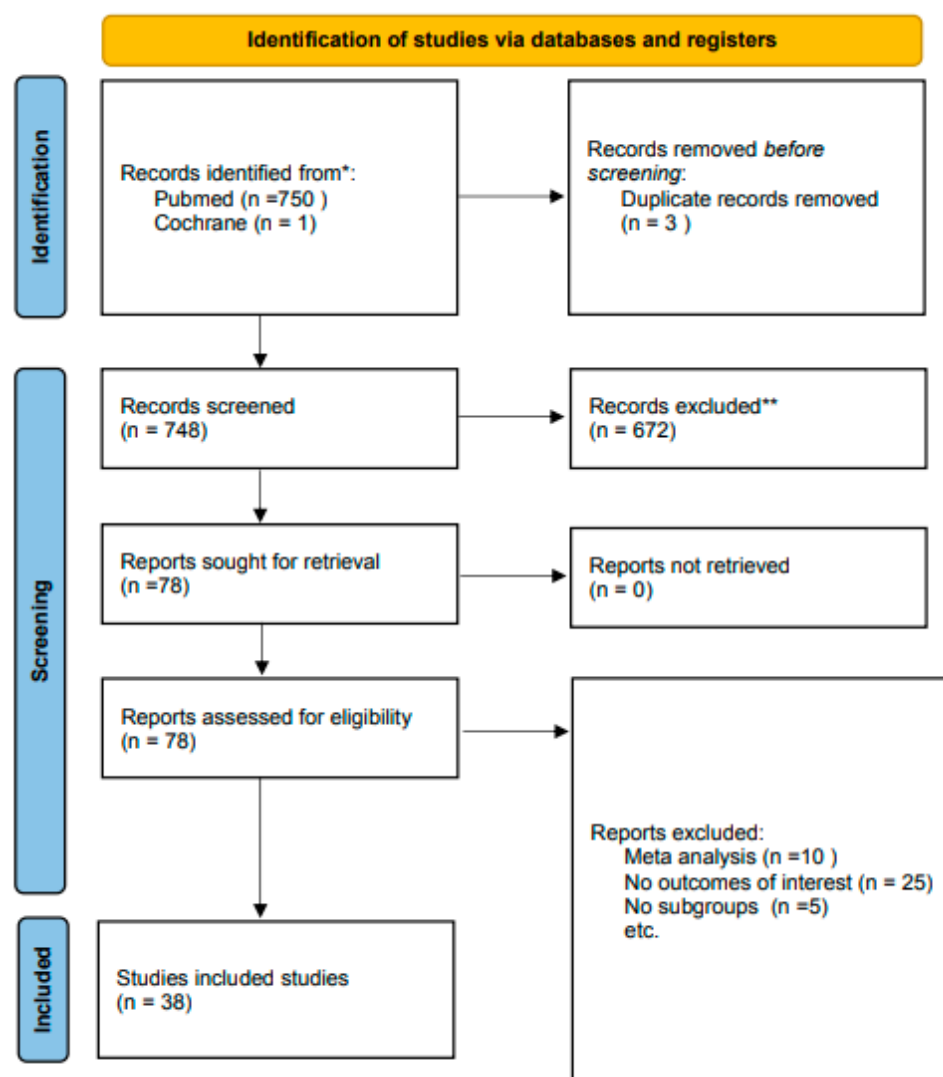 Identification of studies via databases and registers
Identification
Records identified from*:
Pubmed (n =750 )
Cochrane (n = 1)
Records removed before
screening:
Duplicate records removed
(n = 3 )
Screening
Records screened
(n = 748)
Records excluded**
(n = 672)
Reports sought for retrieval
(n =78)
Reports not retrieved
(n = 0)
Reports assessed for eligibility
(n = 78)
Reports excluded:
Meta analysis (n =10 )
No outcomes of interest (n = 25)
No subgroups (n =5)
etc.
Included
Studies included studies
(n = 38)